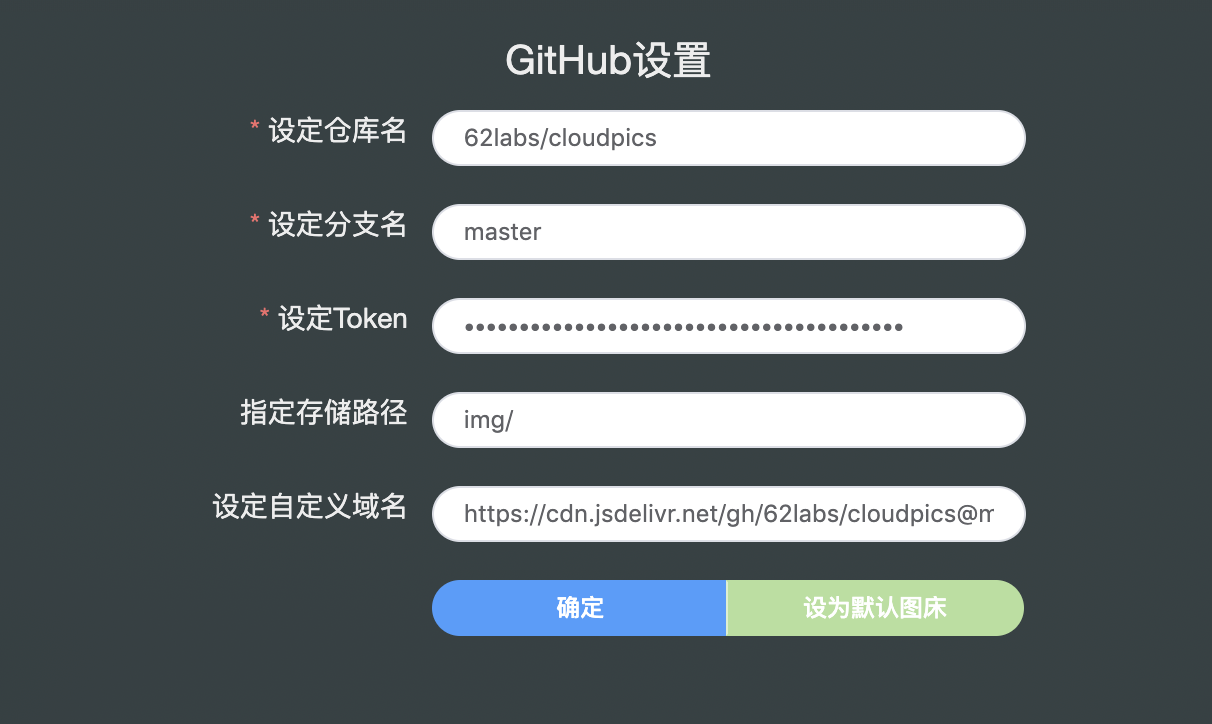 GitHub设置
* 设定仓库名
62labs/cloudpics
* 设定分支名
master
* 设定Token
••••••••••••••••••••••••••••••••••••••••
指定存储路径
img/
设定自定义域名
https://cdn.jsdelivr.net/gh/62labs/cloudpics@m
确定
设为默认图床